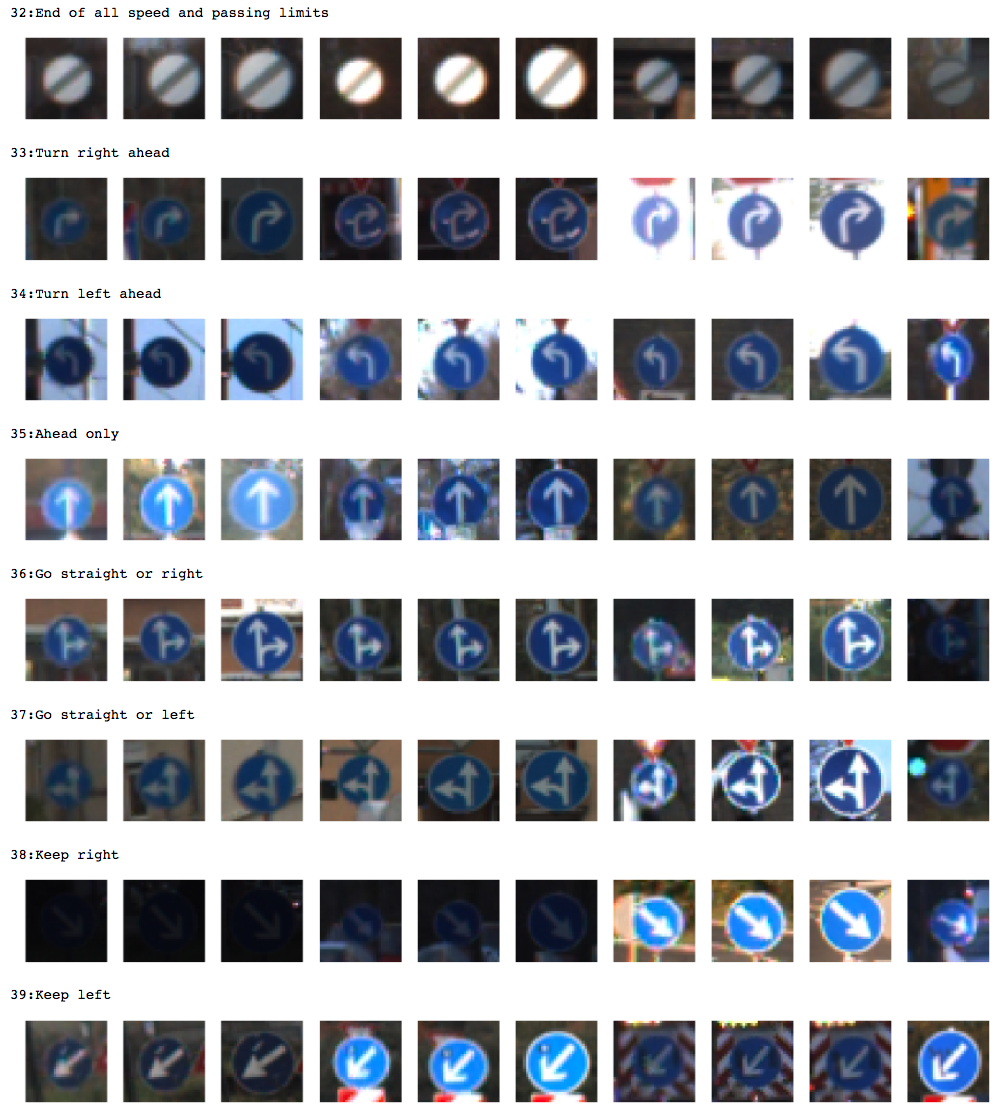 32:End of all speed and passing limits
33:Turn right ahead
34:Turn left ahead
35:Ahead only
36:Go straight or right
37:Go straight or left
38:Keep right
39:Keep left